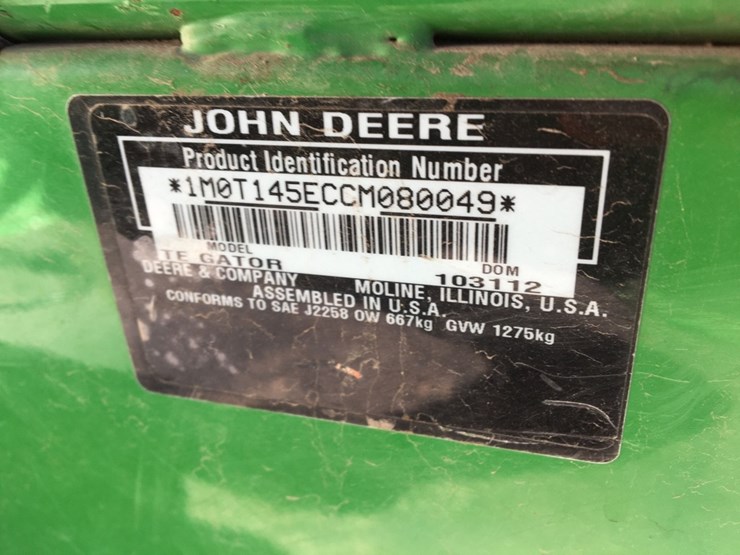 JOHN DEERE
Product Identification Number
*1M0T145ECCM080049*
MODEL
TE GATOR
DOM
103112
DEERE & COMPANY MOLINE, ILLINOIS, U.S.A.
ASSEMBLED IN U.S.A.
CONFORMS TO SAE J2258 OW 667kg GVW 1275kg